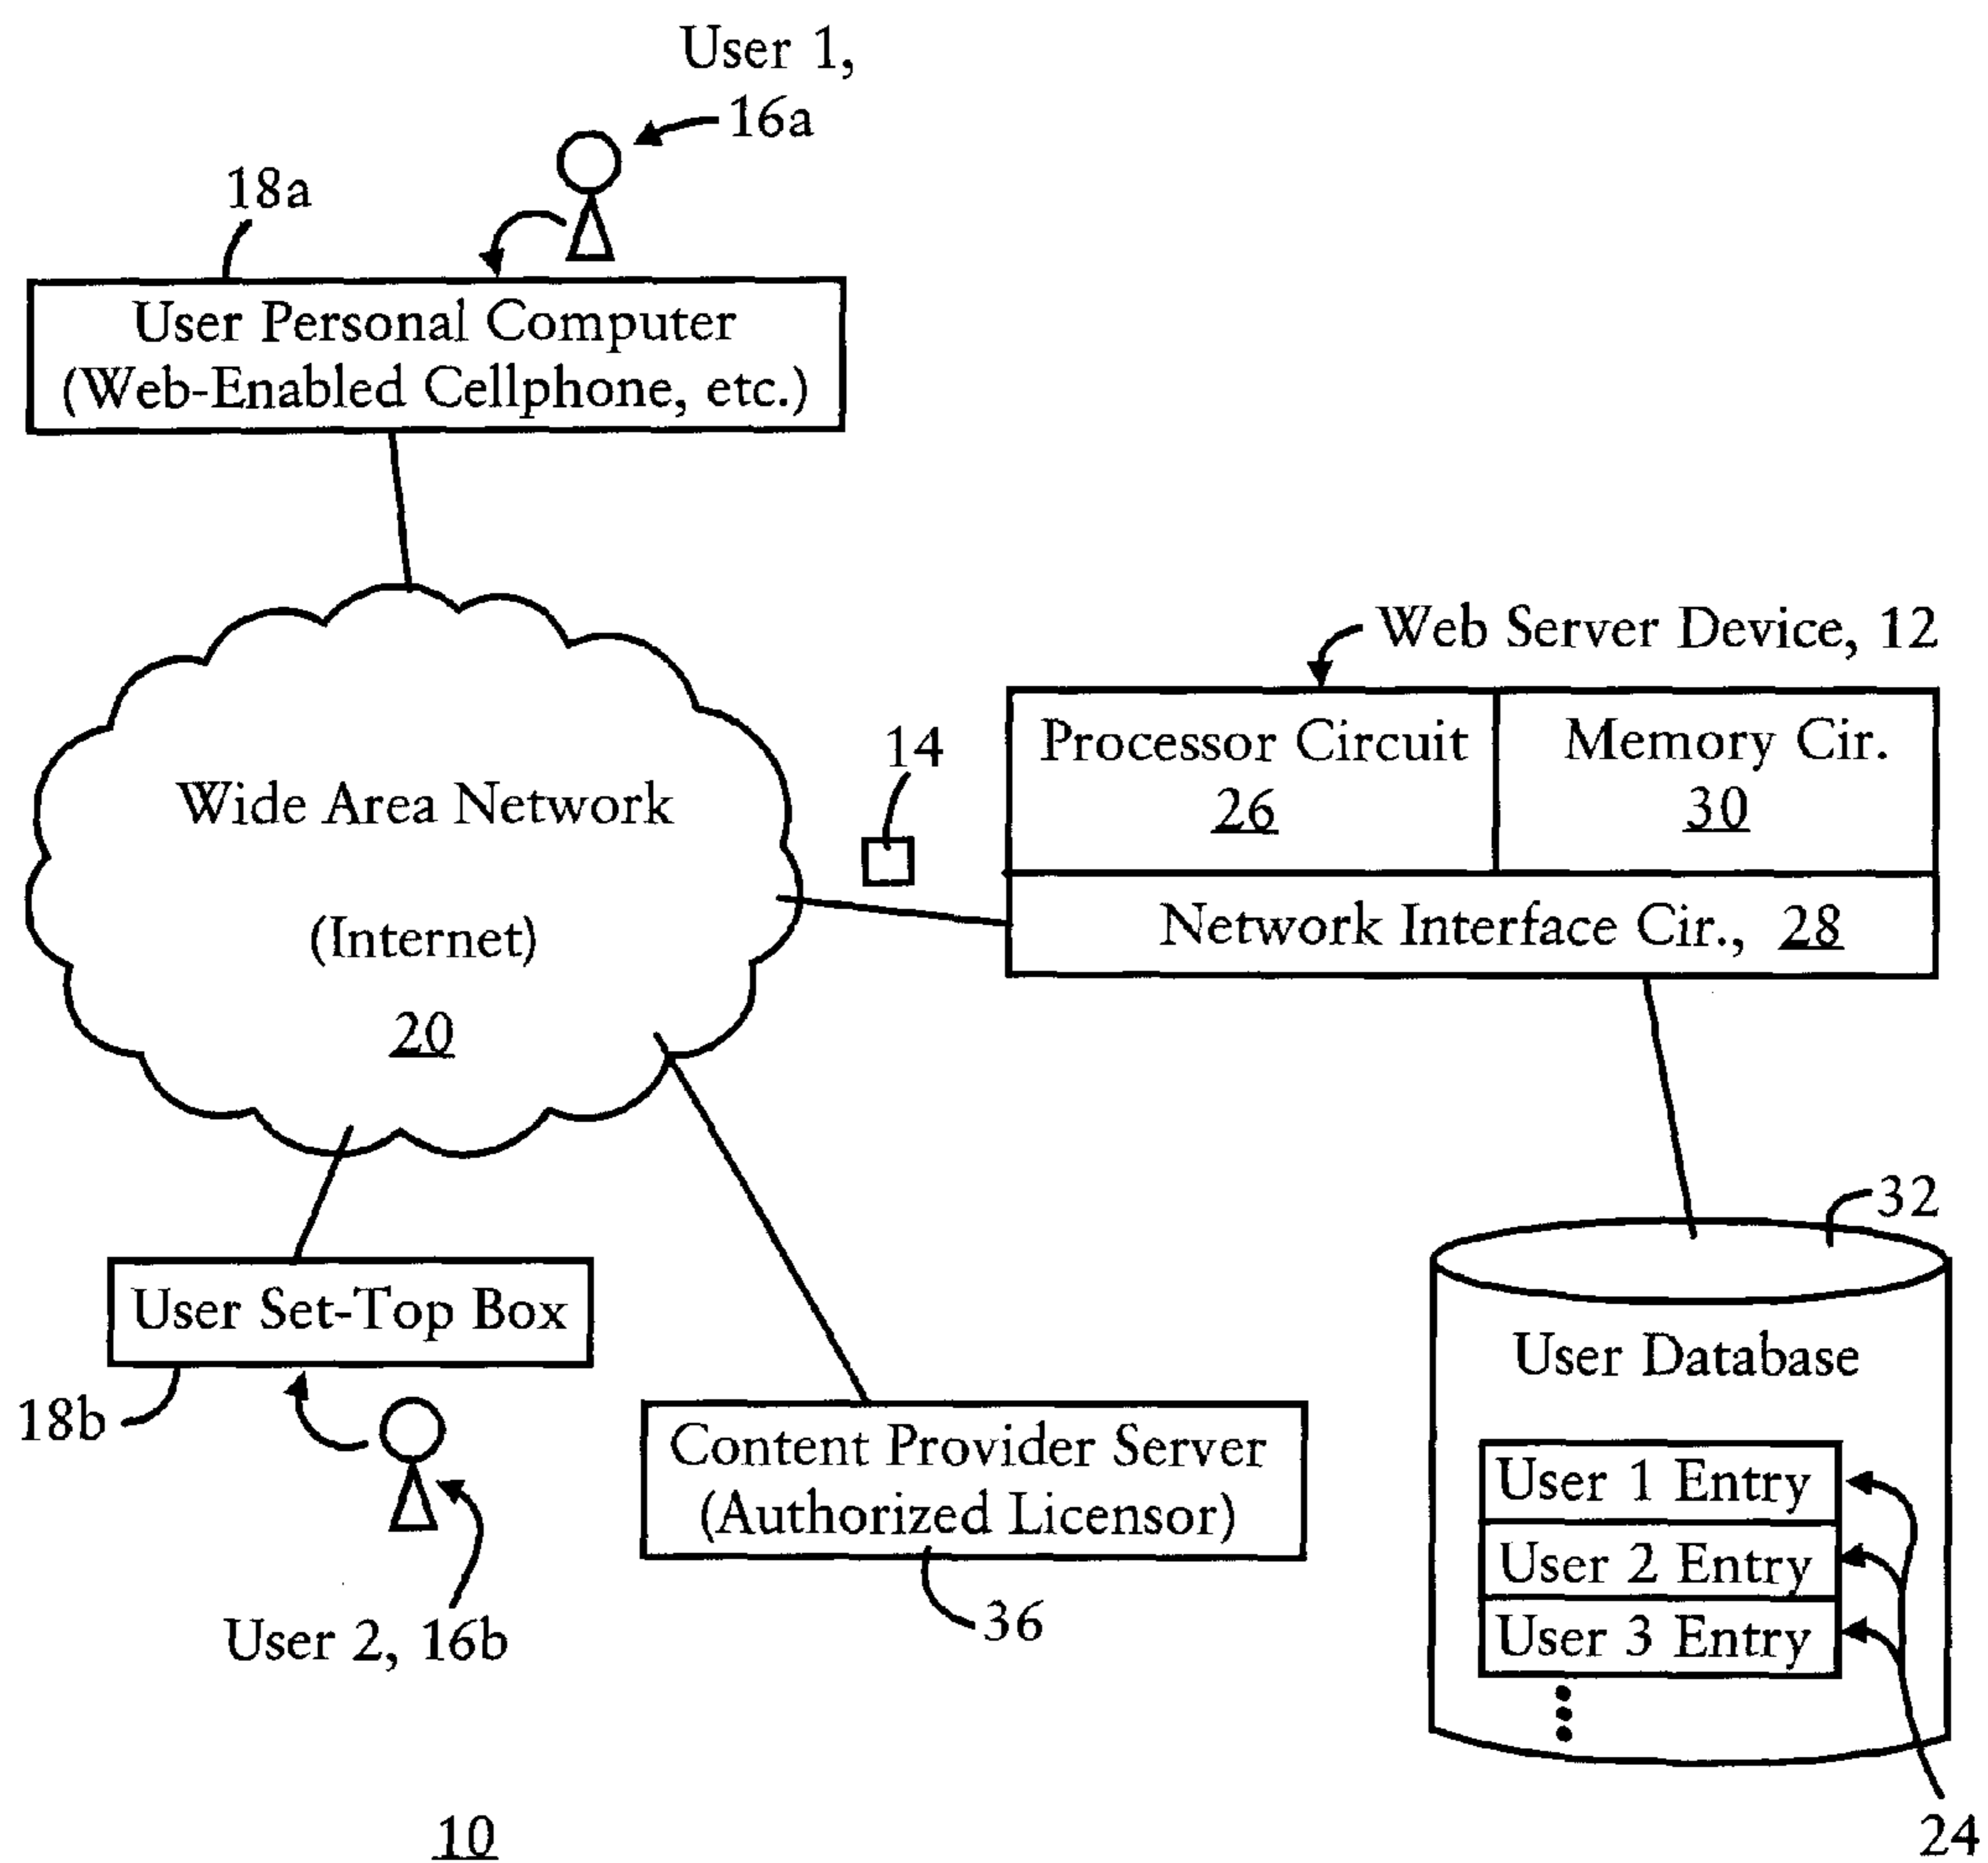 User 1,
16a
18a
User Personal Computer
(Web-Enabled Cellphone, etc.)
Web Server Device, 12
14
Processor Circuit
26
Memory Cir.
30
Network Interface Cir., 28
Wide Area Network
(Internet)
20
32
User Set-Top Box
18b
User 2, 16b
Content Provider Server
(Authorized Licensor)
36
User Database
User 1 Entry
User 2 Entry
User 3 Entry
24
10